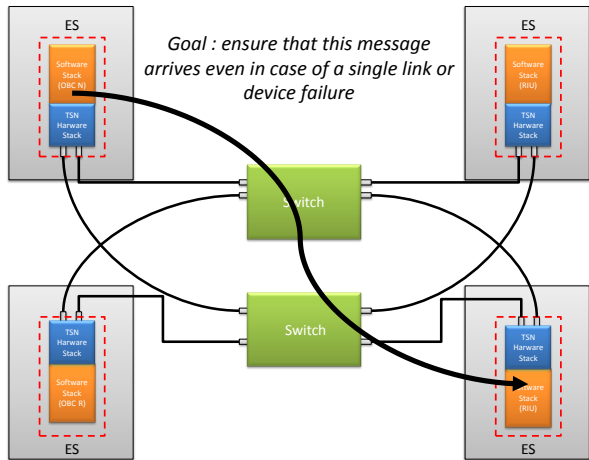 ES
Software
Stack
(OBC N)
TSN
Harware
Stack
Goal : ensure that this message
arrives even in case of a single link or
device failure
ES
Software
Stack
(RIU)
TSN
Harware
Stack
Switch
Switch
TSN
Harware
Stack
Software
Stack
(OBC R)
ES
TSN
Harware
Stack
Software
Stack
(RIU)
ES